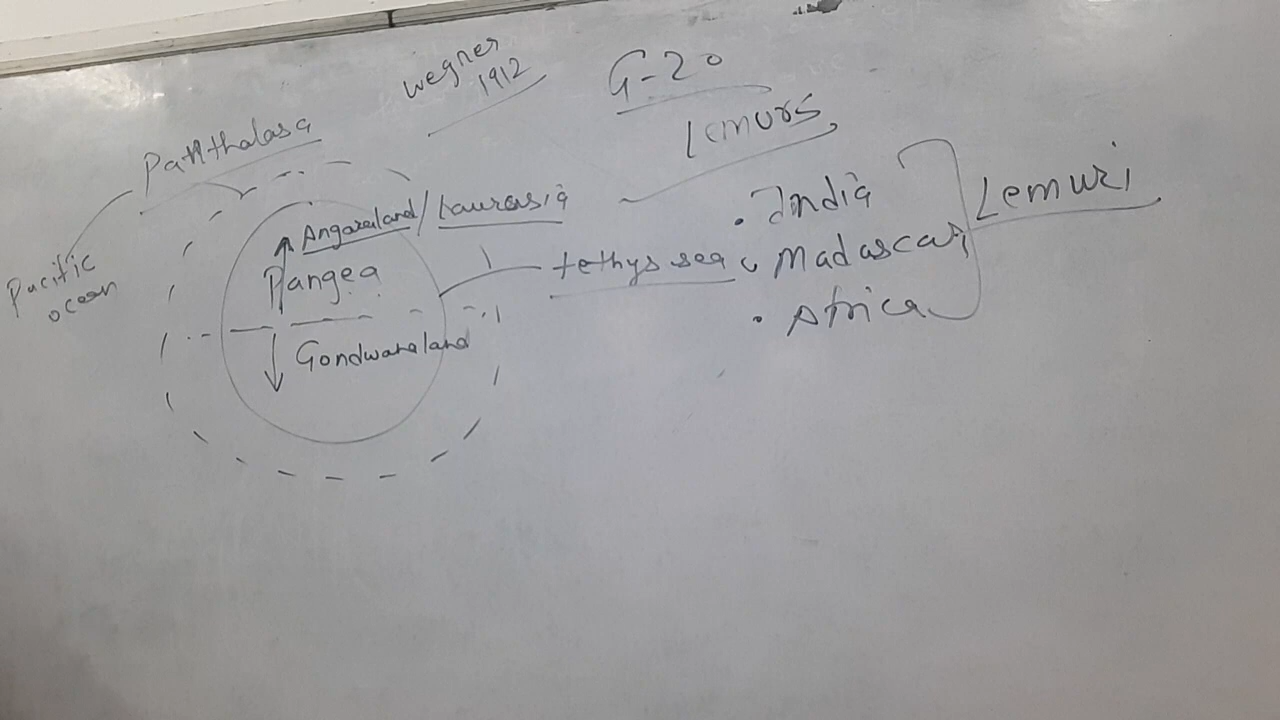 wegner
1912
G-20
Lemurs
Panthalasa
Pacific
ocean
Angaraland/Laurasia
Pangea
Gondwanaland
tethys sea
India
Madascar
Africa
Lemuri